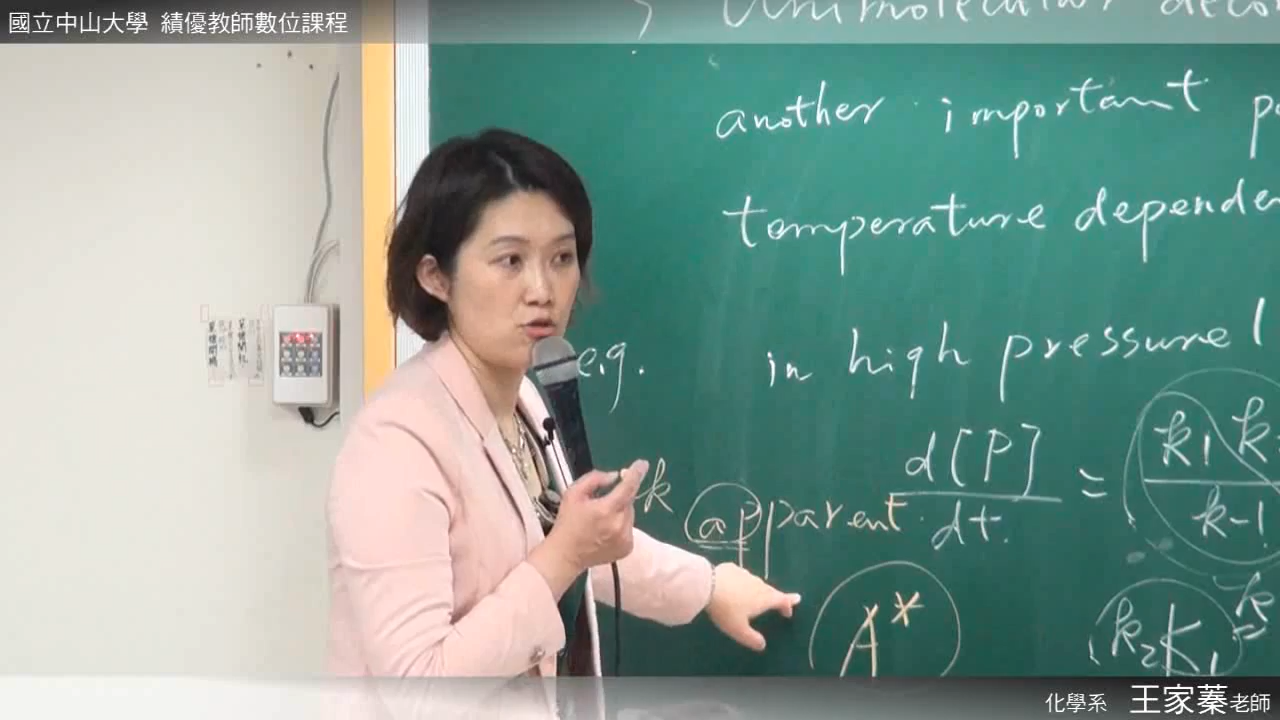 國立中山大學 績優教師數位課程
Unimolecular
another important
temperature
e.g. in high pressure
k apparent
d[P]/dt. =
k₁ k
k-1
A*
k₂K₁
化學系 王家蓁老師